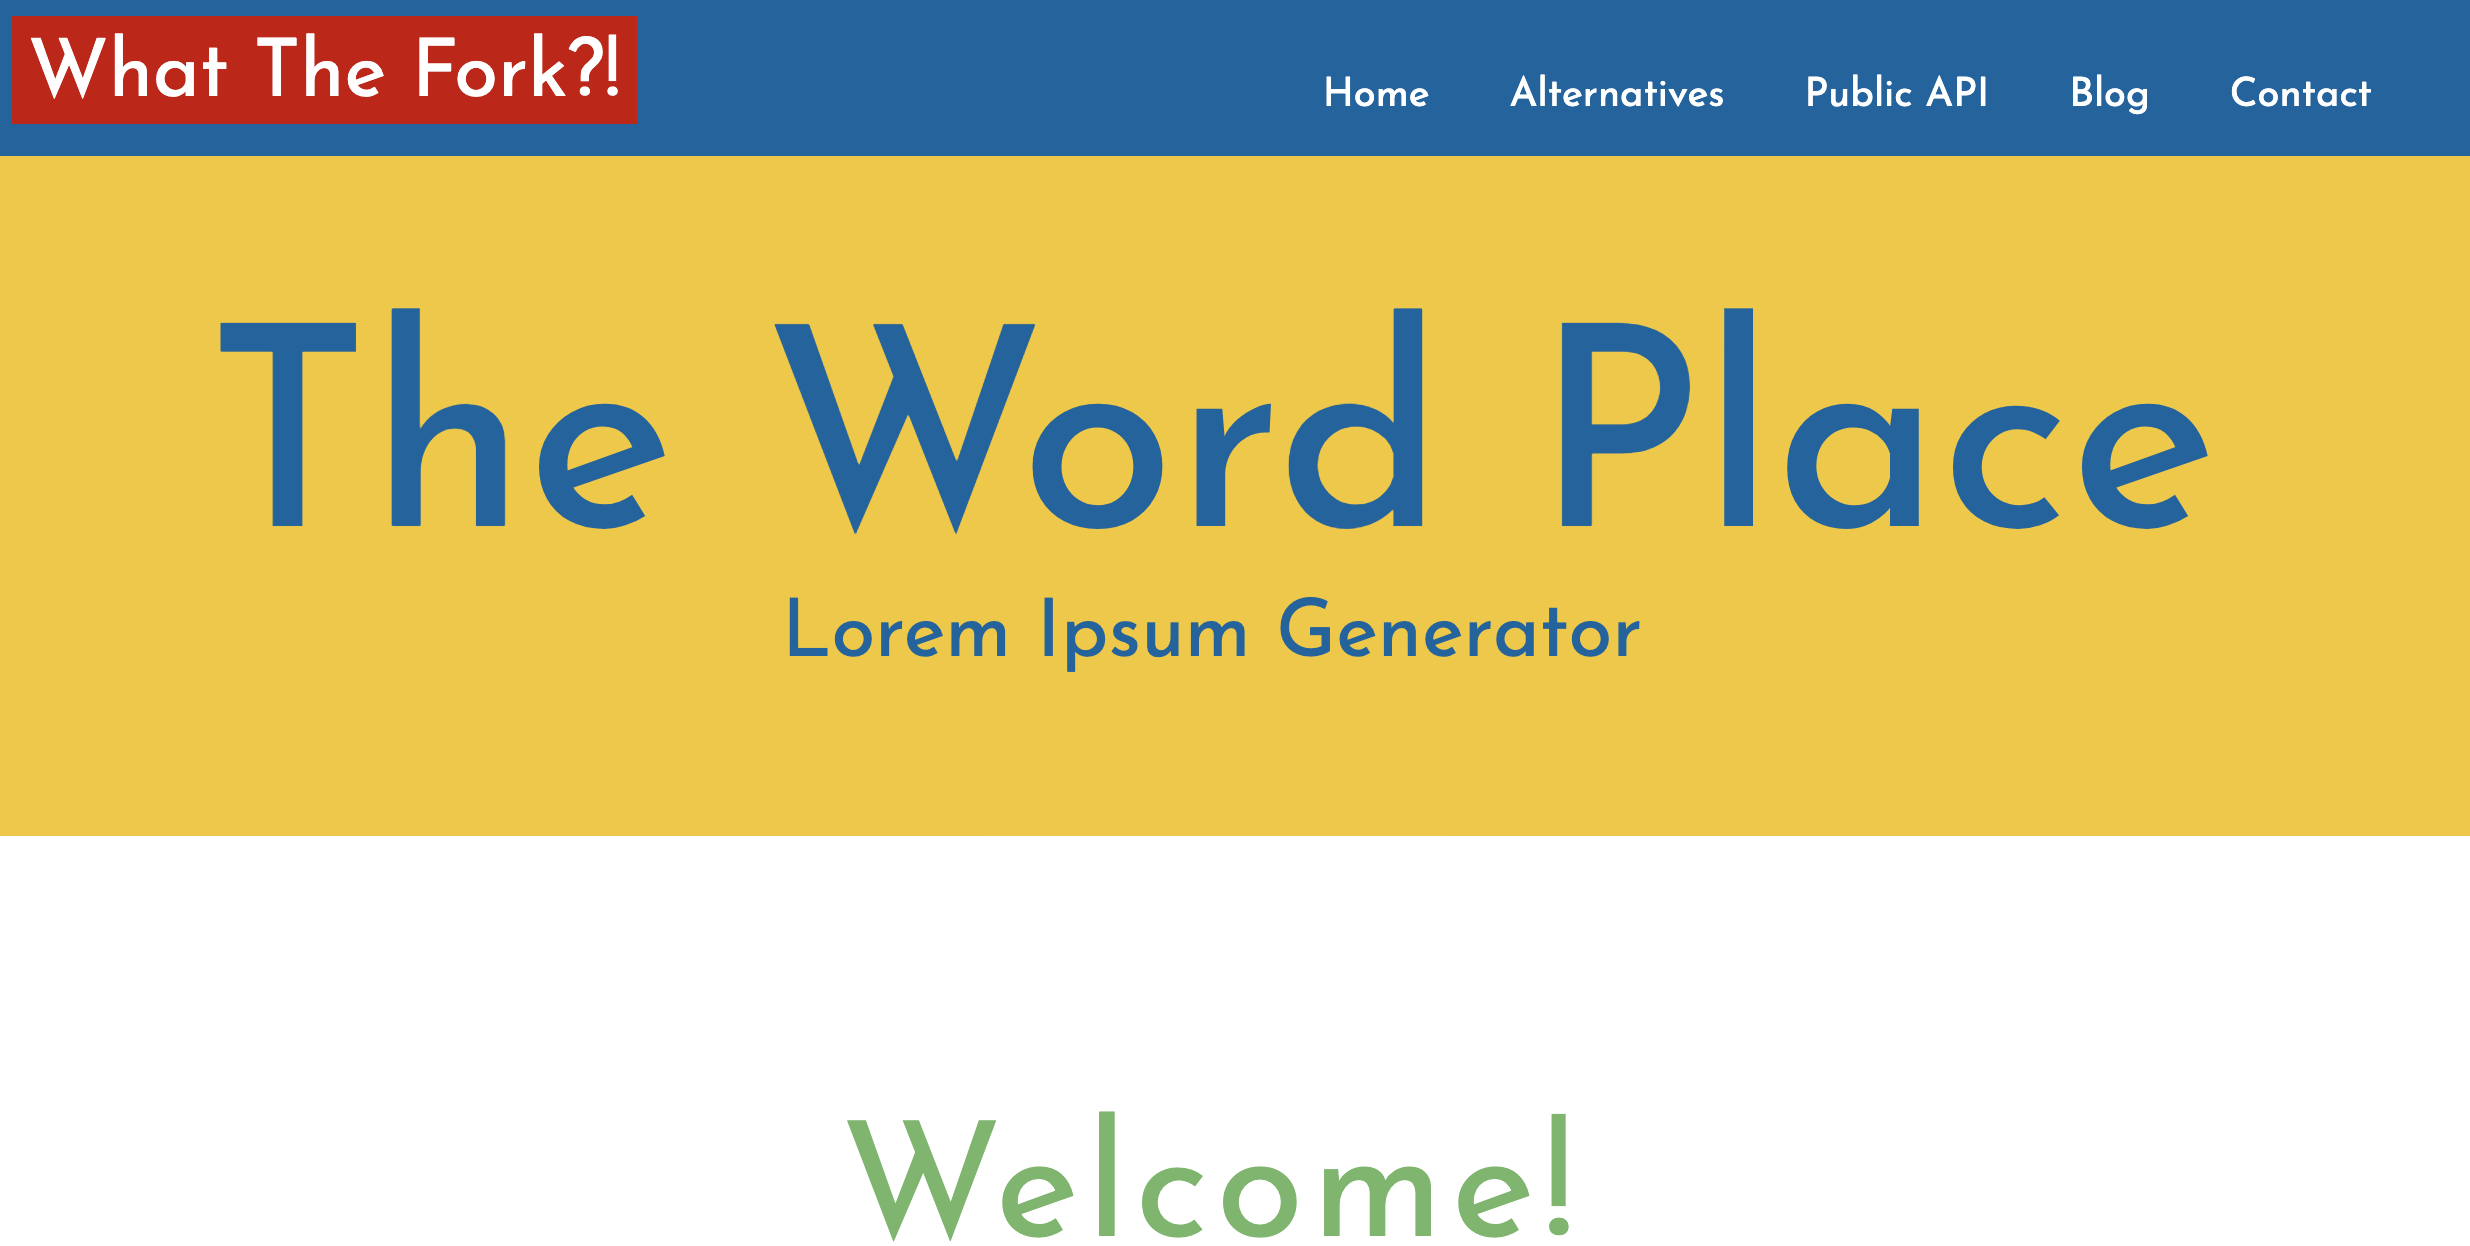 What The Fork?!
Home Alternatives Public API Blog Contact
The Word Place
Lorem Ipsum Generator
Welcome!